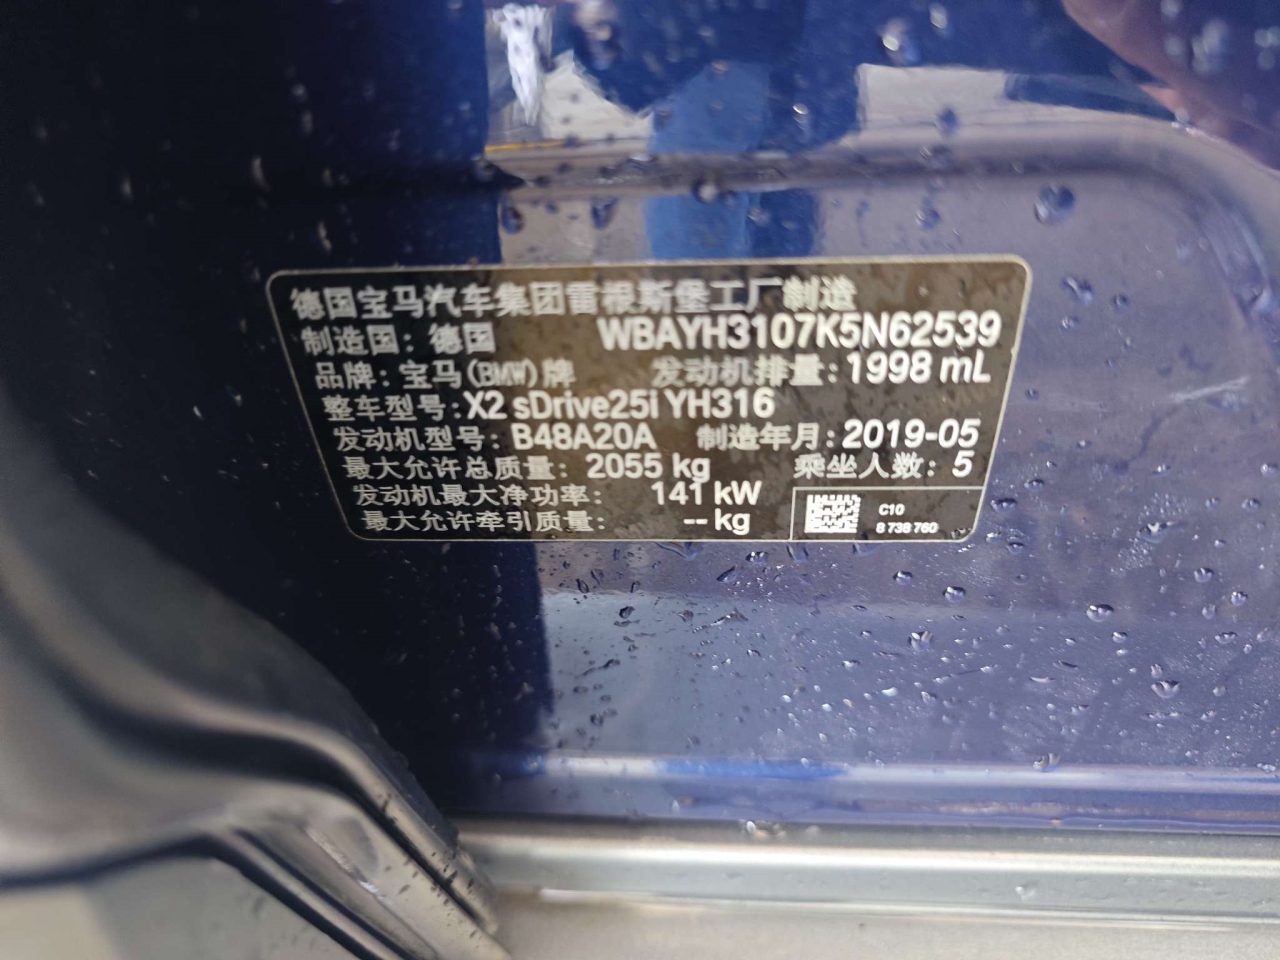 德国宝马汽车集团雷根斯堡工厂制造
制造国：德国 WBAYH3107K5N62539
品牌：宝马(BMW)牌 发动机排量：1998 mL
整车型号：X2 sDrive25i YH316
发动机型号：B48A20A 制造年月：2019-05
最大允许总质量：2055 kg 乘坐人数：5
发动机最大净功率：141 kW
最大允许牵引质量：-- kg
C10
8 738 760